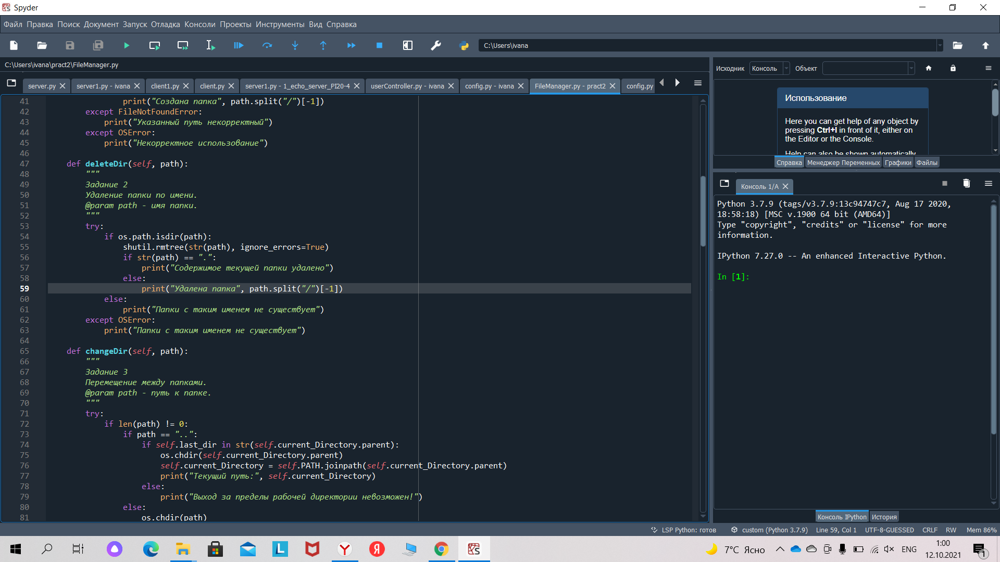 Spyder
Файл Правка Поиск Документ Запуск Отладка Консоли Проекты Инструменты Вид Справка
C:\Users\ivana
C:\Users\ivana\pract2\FileManager.py
server.py server1.py - ivana client1.py client.py server1.py - 1_echo_server_PI20-4 userController.py - ivana config.py - ivana FileManager.py - pract2 config.py
41 print("Создана папка", path.split("/")[-1])
42 except FileNotFoundError:
43 print("Указанный путь некорректный")
44 except OSError:
45 print("Некорректное использование")
46
47 def deleteDir(self, path):
48 """
49 Задание 2
50 Удаление папки по имени.
51 @param path - имя папки.
52 """
53 try:
54 if os.path.isdir(path):
55 shutil.rmtree(str(path), ignore_errors=True)
56 if str(path) == ".":
57 print("Содержимое текущей папки удалено")
58 else:
59 print("Удалена папка", path.split("/")[-1])
60 else:
61 print("Папки с таким именем не существует")
62 except OSError:
63 print("Папки с таким именем не существует")
64
65 def changeDir(self, path):
66 """
67 Задание 3
68 Перемещение между папками.
69 @param path - путь к папке.
70 """
71 try:
72 if len(path) != 0:
73 if path == "..":
74 if self.last_dir in str(self.current_Directory.parent):
75 os.chdir(self.current_Directory.parent)
76 self.current_Directory = self.PATH.joinpath(self.current_Directory.parent)
77 print("Текущий путь:", self.current_Directory)
78 else:
79 print("Выход за пределы рабочей директории невозможен!")
80 else:
81 os.chdir(path)
Исходник Консоль Объект
Использование
Here you can get help of any object by
pressing Ctrl+I in front of it, either on
the Editor or the Console.
Help can also be shown automatically
Справка Менеджер Переменных Графики Файлы
Консоль 1/A
Python 3.7.9 (tags/v3.7.9:13c94747c7, Aug 17 2020,
18:58:18) [MSC v.1900 64 bit (AMD64)]
Type "copyright", "credits" or "license" for more
information.
IPython 7.27.0 -- An enhanced Interactive Python.
In [1]:
Консоль IPython История
LSP Python: готов custom (Python 3.7.9) Line 59, Col 1 UTF-8-GUESSED CRLF RW Mem 86%
7°C Ясно ENG 1:00
12.10.2021
1